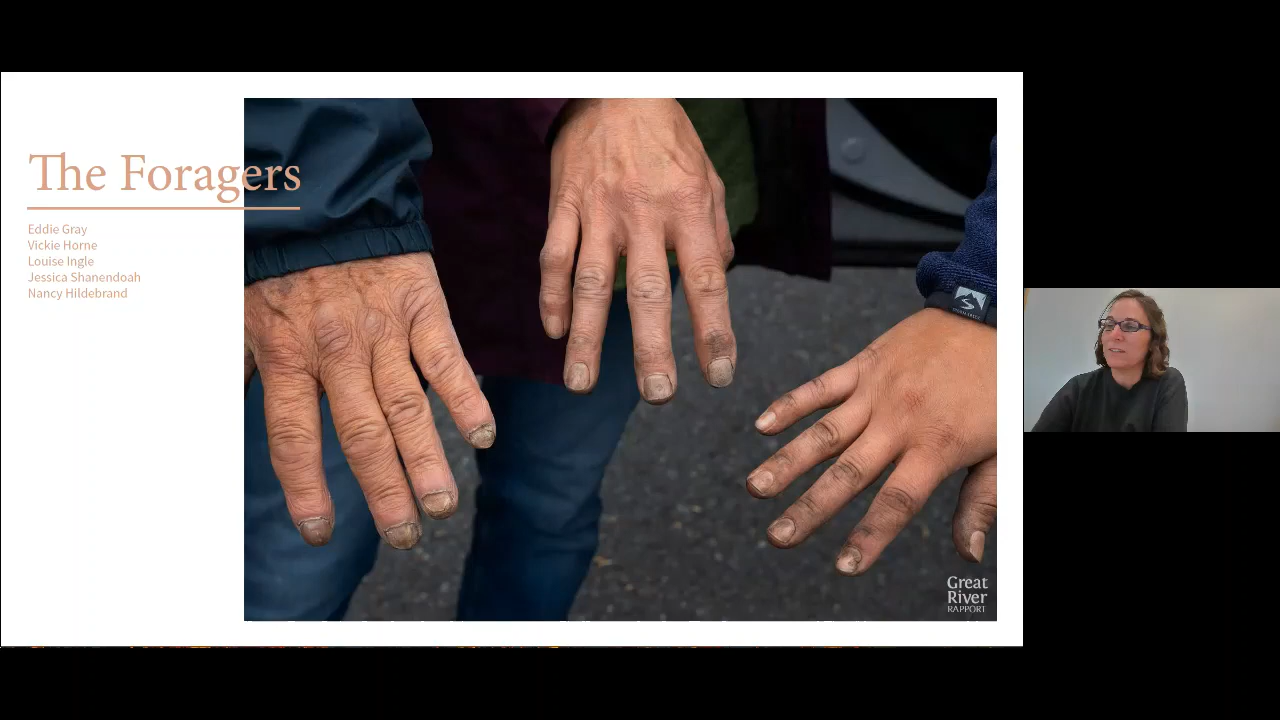 The Foragers
Eddie Gray
Vickie Horne
Louise Ingle
Jessica Shanendoah
Nancy Hildebrand
Great
River
RAPPORT